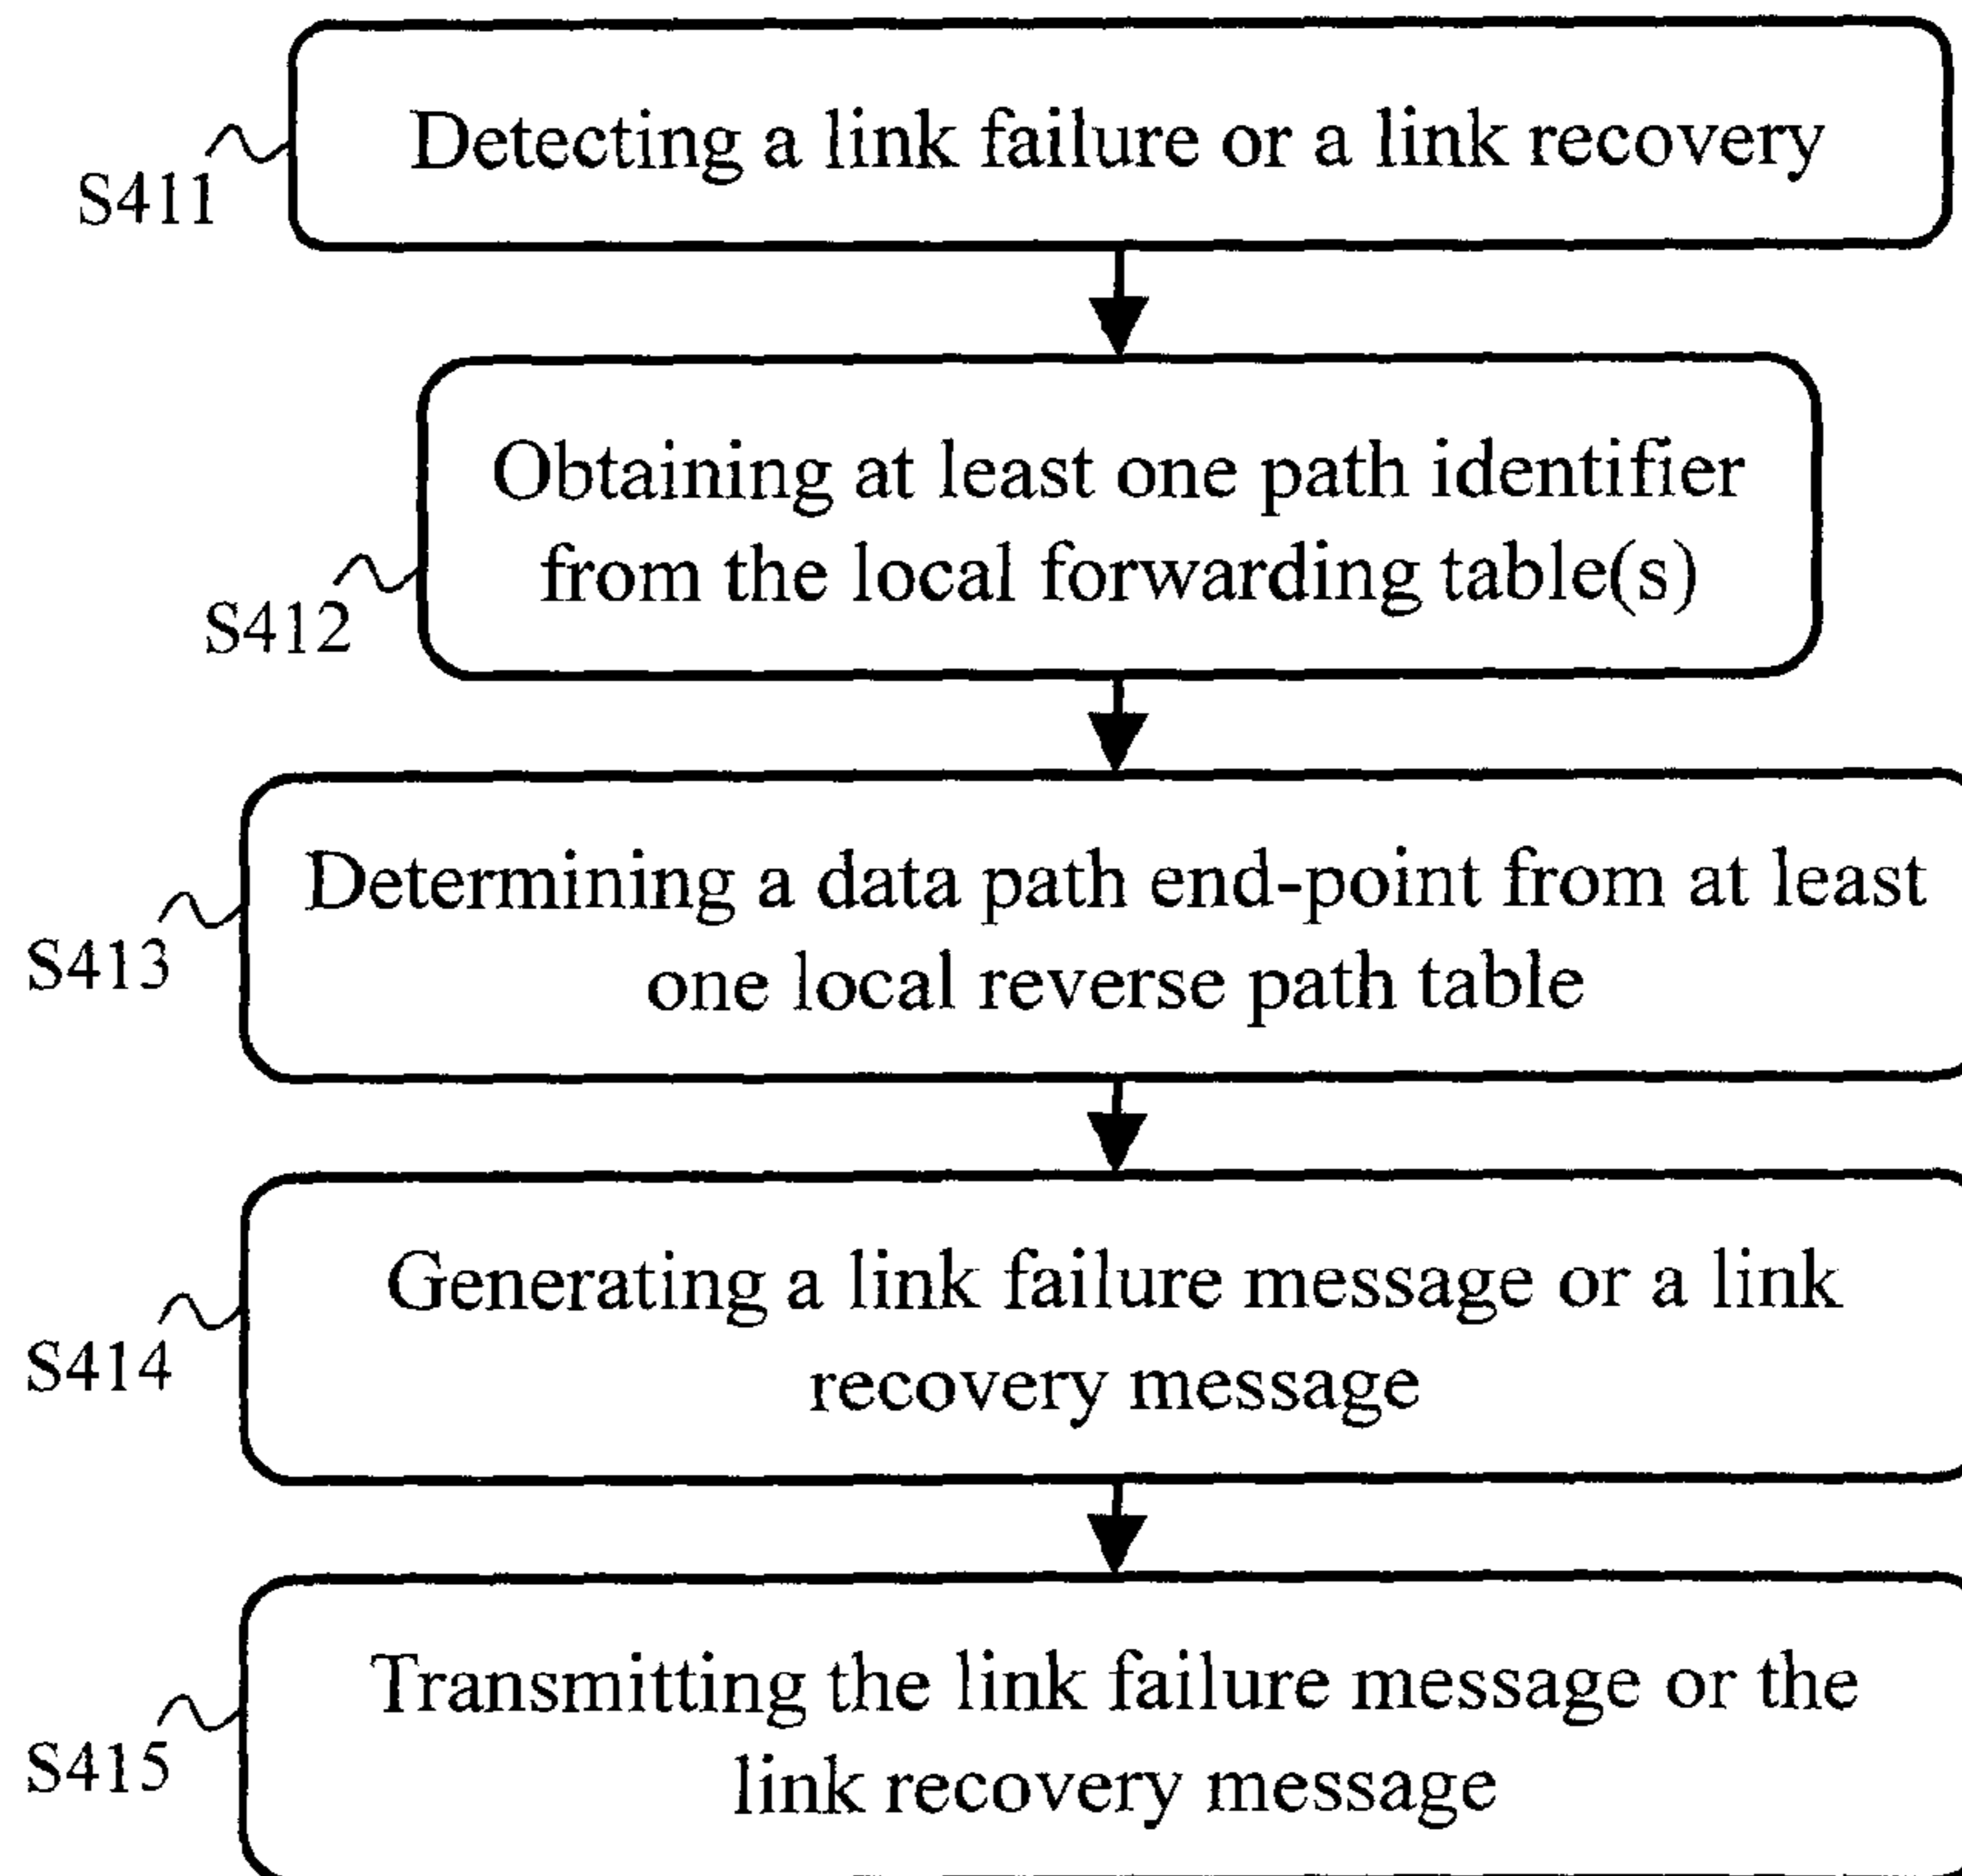 Detecting a link failure or a link recovery
S411
Obtaining at least one path identifier
from the local forwarding table(s)
S412
Determining a data path end-point from at least
one local reverse path table
S413
Generating a link failure message or a link
recovery message
S414
Transmitting the link failure message or the
link recovery message
S415